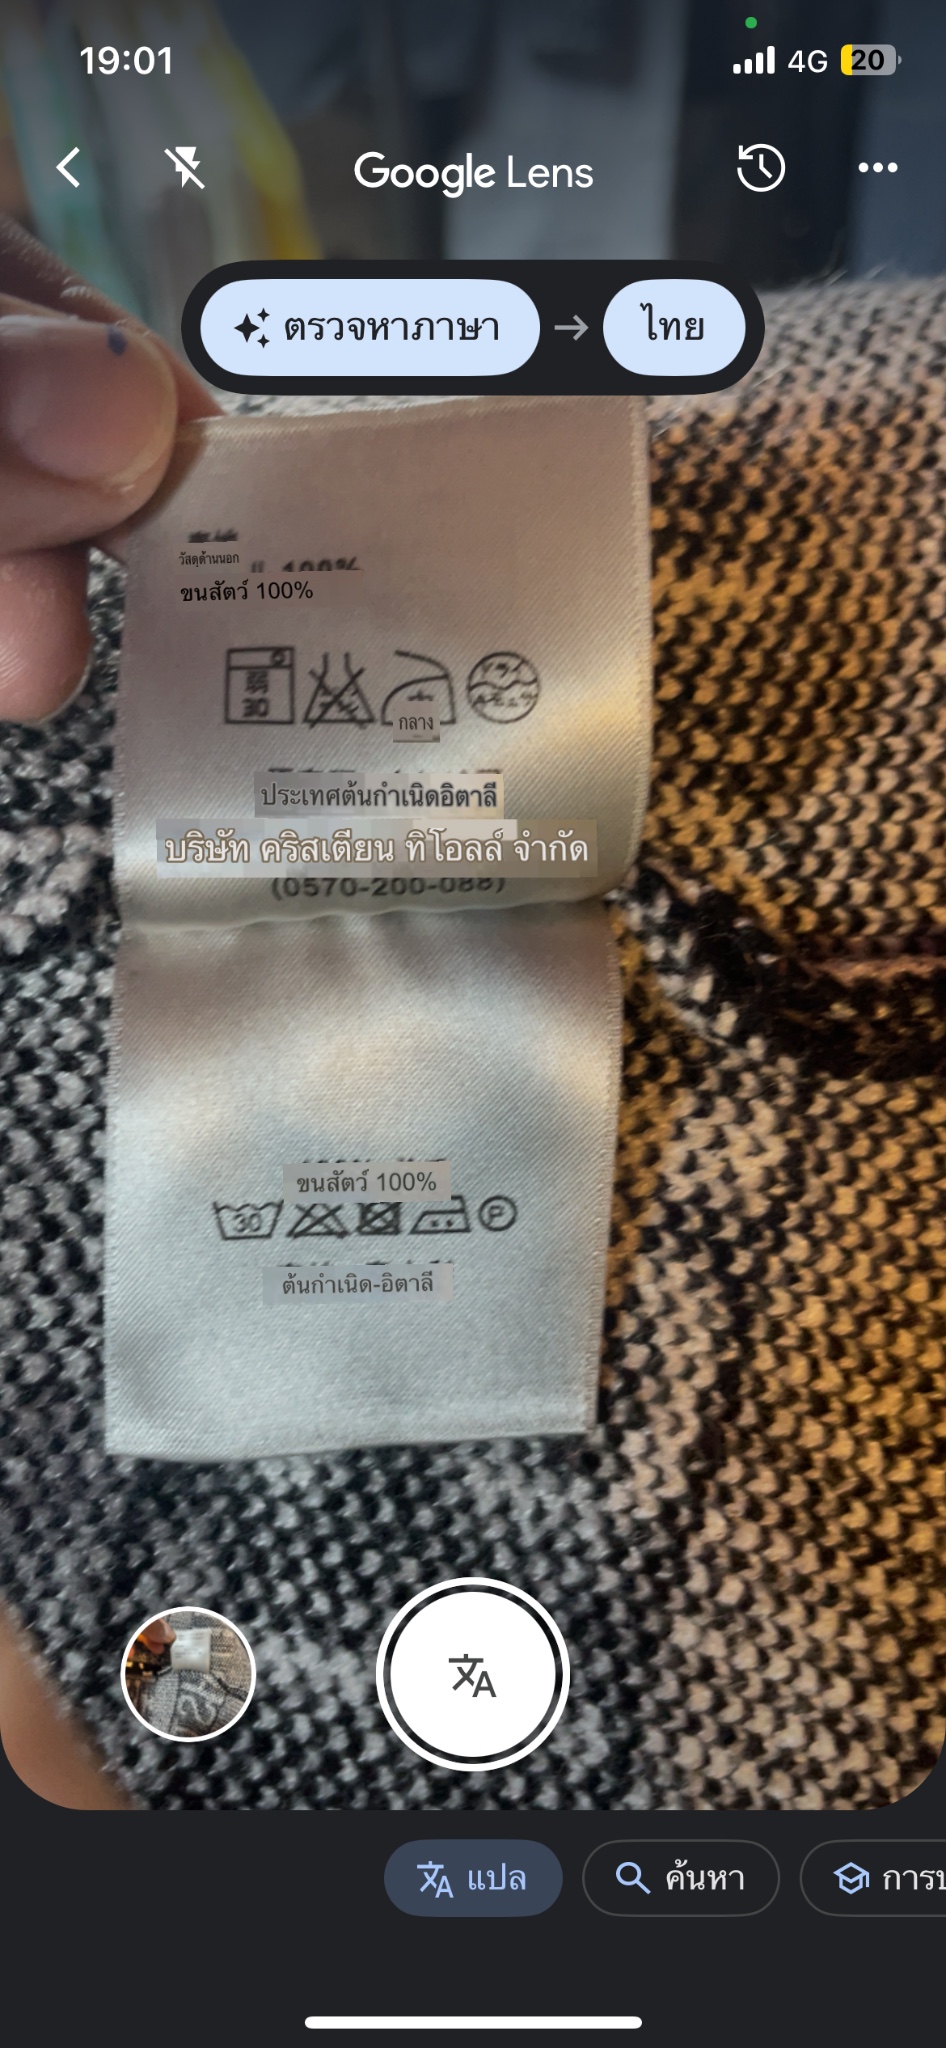 19:01
4G
20
Google Lens
ตรวจหาภาษา → ไทย
วัสดุด้านนอก
100%
ขนสัตว์ 100%
30
กลาง
ประเทศต้นกำเนิดอิตาลี
บริษัท คริสเตียน ทิโอลล์ จำกัด
(0570-200-088)
ขนสัตว์ 100%
30
P
ต้นกำเนิด-อิตาลี
แปล
ค้นหา